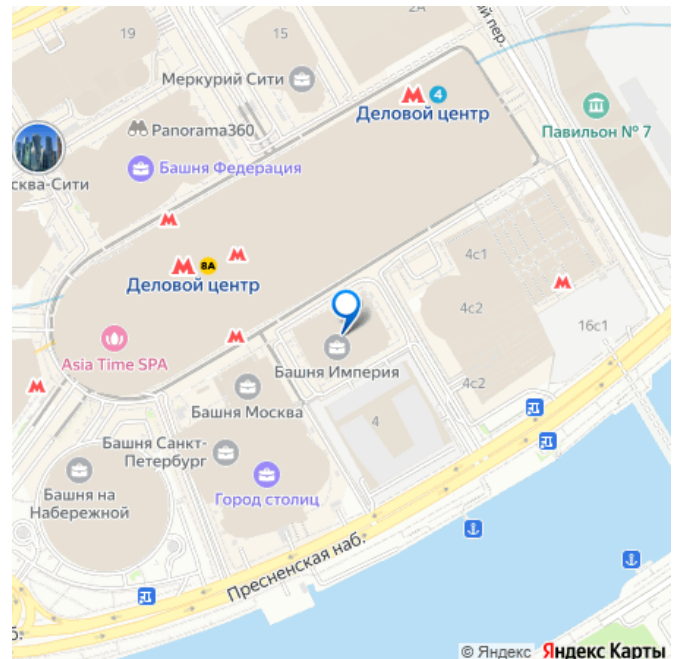 2А
19
15
й пер.
Меркурий Сити
4
Деловой центр
Panorama360
Павильон № 7
сква-Сити
Башня Федерация
8А
Деловой центр
4с1
4с2
16с1
Asia Time SPA
Башня Империя
4с2
Башня Москва
4
Башня Санкт-
Петербург
Башня на
Набережной
Город столиц
Пресненская наб.
б.
© Яндекс Яндекс Карты